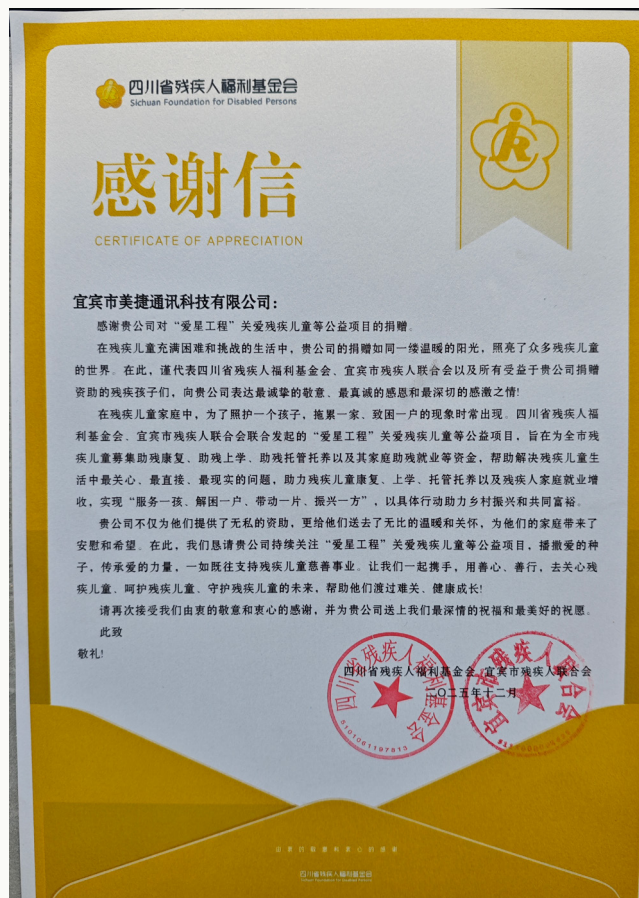 四川省残疾人福利基金会
Sichuan Foundation for Disabled Persons
感谢信
CERTIFICATE OF APPRECIATION
宜宾市美捷通讯科技有限公司：
感谢贵公司对“爱星工程”关爱残疾儿童等公益项目的捐赠。
在残疾儿童充满困难和挑战的生活中，贵公司的捐赠如同一缕温暖的阳光，照亮了众多残疾儿童
的世界。在此，谨代表四川省残疾人福利基金会、宜宾市残疾人联合会以及所有受益于贵公司捐赠
资助的残疾孩子们，向贵公司表达最诚挚的敬意、最真诚的感恩和最深切的感激之情！
在残疾儿童家庭中，为了照护一个孩子，拖累一家、致困一户的现象时常出现。四川省残疾人福
利基金会、宜宾市残疾人联合会联合发起的“爱星工程”关爱残疾儿童等公益项目，旨在为全市残
疾儿童募集助残康复、助残上学、助残托管托养以及其家庭助残就业等资金，帮助解决残疾儿童生
活中最关心、最直接、最现实的问题，助力残疾儿童康复、上学、托管托养以及残疾人家庭就业增
收，实现“服务一孩、解困一户、带动一片、振兴一方”，以具体行动助力乡村振兴和共同富裕。
贵公司不仅为他们提供了无私的资助，更给他们送去了无比的温暖和关怀，为他们的家庭带来了
安慰和希望。在此，我们恳请贵公司持续关注“爱星工程”关爱残疾儿童等公益项目，播撒爱的种
子，传承爱的力量，一如既往支持残疾儿童慈善事业。让我们一起携手，用善心、善行，去关心残
疾儿童、呵护残疾儿童、守护残疾儿童的未来，帮助他们渡过难关、健康成长！
请再次接受我们由衷的敬意和衷心的感谢，并为贵公司送上我们最深情的祝福和最美好的祝愿。
此致
敬礼！
四川省残疾人福利基金会 宜宾市残疾人联合会
二〇二五年十二月
四川省残疾人福利基金会
5101061197813
宜宾市残疾人联合会
四川省残疾人福利基金会
Sichuan Foundation for Disabled Persons